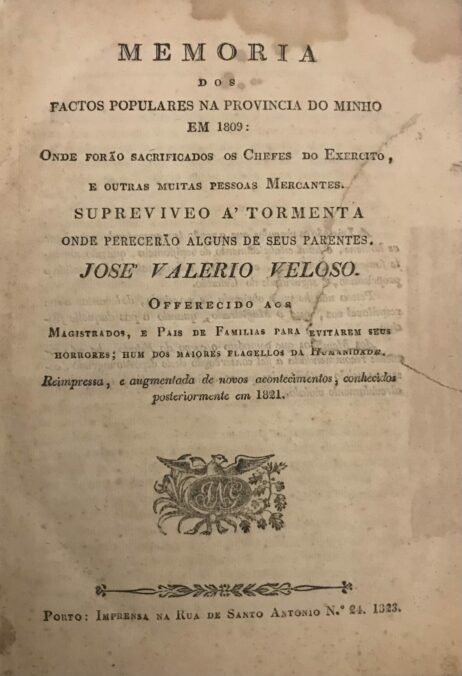 MEMORIA
DOS
FACTOS POPULARES NA PROVINCIA DO MINHO
EM 1809:
ONDE FORÃO SACRIFICADOS OS CHEFES DO EXERCITO,
E OUTRAS MUITAS PESSOAS MERCANTES.
SUPREVIVEO A' TORMENTA
ONDE PERECERÃO ALGUNS DE SEUS PARENTES.
JOSE' VALERIO VELOSO.
OFFERECIDO AOS
MAGISTRADOS, E PAIS DE FAMILIAS PARA EVITAREM SEUS
HORRORES; HUM DOS MAIORES FLAGELLOS DA HUMANIDADE.
Reimpressa, e augmentada de novos acontecimentos, conhecidos
posteriormente em 1821.
PORTO: IMPRENSA NA RUA DE SANTO ANTONIO N.º 24. 1823.